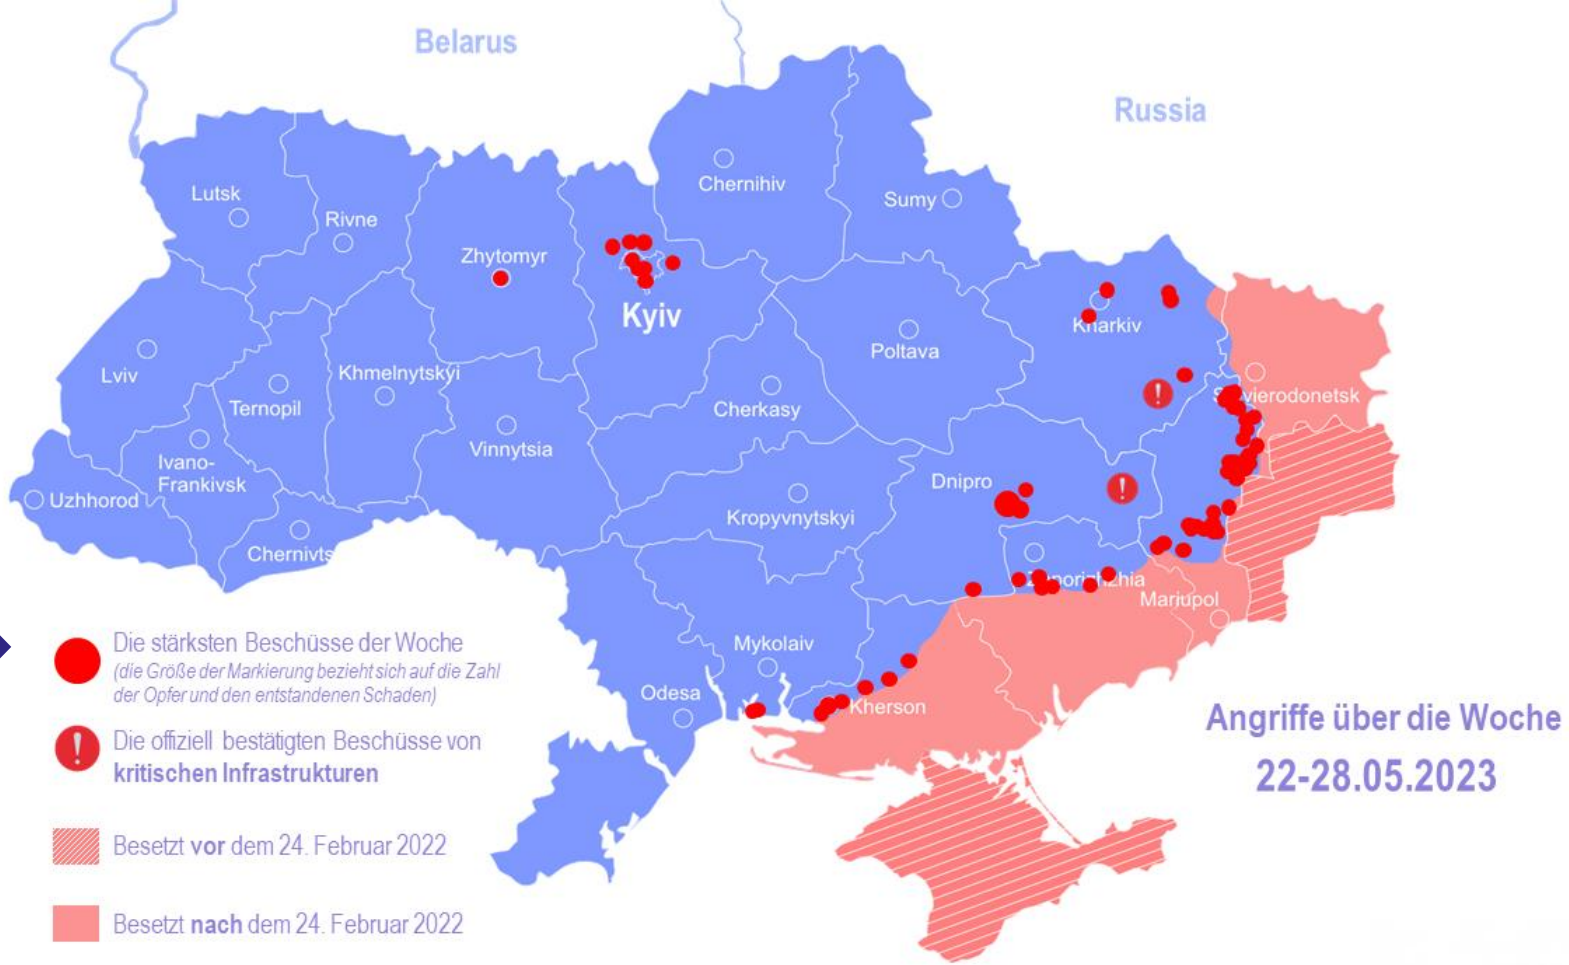 Belarus
Russia
Chernihiv
Lutsk
Sumy
Rivne
Zhytomyr
Kyiv
Kharkiv
Poltava
Lviv
Khmelnytskyi
Ternopil
Cherkasy
Vinnytsia
Ivano-
Frankivsk
Dnipro
Uzhhorod
Kropyvnytskyi
Chernivts
Zaporizhzhia
Mariupol
Die stärksten Beschüsse der Woche
(die Größe der Markierung bezieht sich auf die Zahl
der Opfer und den entstandenen Schaden)
Mykolaiv
Odesa
Kherson
Die offiziell bestätigten Beschüsse von
kritischen Infrastrukturen
Angriffe über die Woche
22-28.05.2023
Besetzt vor dem 24. Februar 2022
Besetzt nach dem 24. Februar 2022